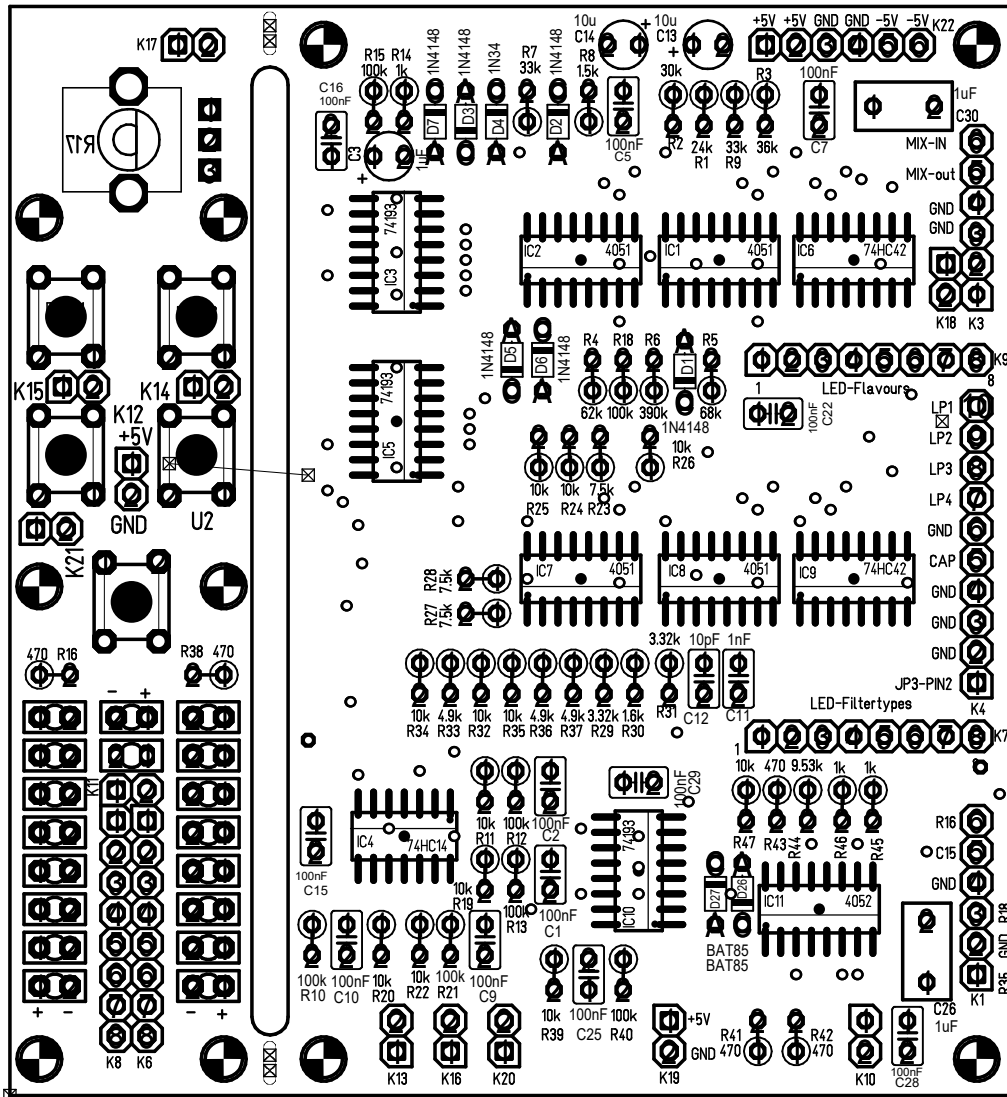 K17
10u
C14
+
10u
C13
+
+5V +5V GND GND -5V -5V
K22
R15
100k
R14
1k
1N4148
1N4148
1N34
R7
33k
1N4148
R8
1.5k
30k
R3
100nF
1uF
C30
C16
100nF
R17
D7
D3
D4
D2
100nF
C5
R2
24k
R1
33k
R9
36k
C7
MIX-IN
MIX-out
GND
GND
C3
+
1uF
74193
IC3
IC2 4051
IC1 4051
IC6 74HC42
K18 K3
1N4148
D5
D6
1N4148
R4 R18 R6
D1
R5
K9
K15
K14
62k 100k 390k
1N4148
68k
1
LED-Flavours
8
100nF
C22
LP1
LP2
LP3
LP4
GND
CAP
GND
GND
GND
JP3-PIN2
K4
K12
+5V
GND
U2
K21
74193
IC5
10k
R25
10k
R24
7.5k
R23
10k
R26
IC7 4051
IC8 4051
IC9 74HC42
R28
7.5k
R27
7.5k
470 R16
R38 470
3.32k
10pF 1nF
10k
R34
4.9k
R33
10k
R32
10k
R35
4.9k
R36
4.9k
R37
3.32k
R29
1.6k
R30
R31
C12
C11
LED-Filtertypes
1
K7
- +
K11
10k 470 9.53k 1k 1k
10k
R11
100k
R12
100nF
C2
100nF
C29
R47 R43 R44 R46 R45
R16
C15
GND
R18
GND
R35
K1
IC4 74HC14
100nF
C15
10k
R19
100k
R13
100nF
C1
74193
IC10
D27
D26
BAT85
BAT85
IC11 4052
100k
R10
100nF
C10
10k
R20
10k
R22
100k
R21
100nF
C9
10k
R39
100nF
C25
100k
R40
C26
1uF
+ -
- +
K8 K6
K13
K16
K20
+5V
GND
K19
R41
470
R42
470
K10
100nF
C28